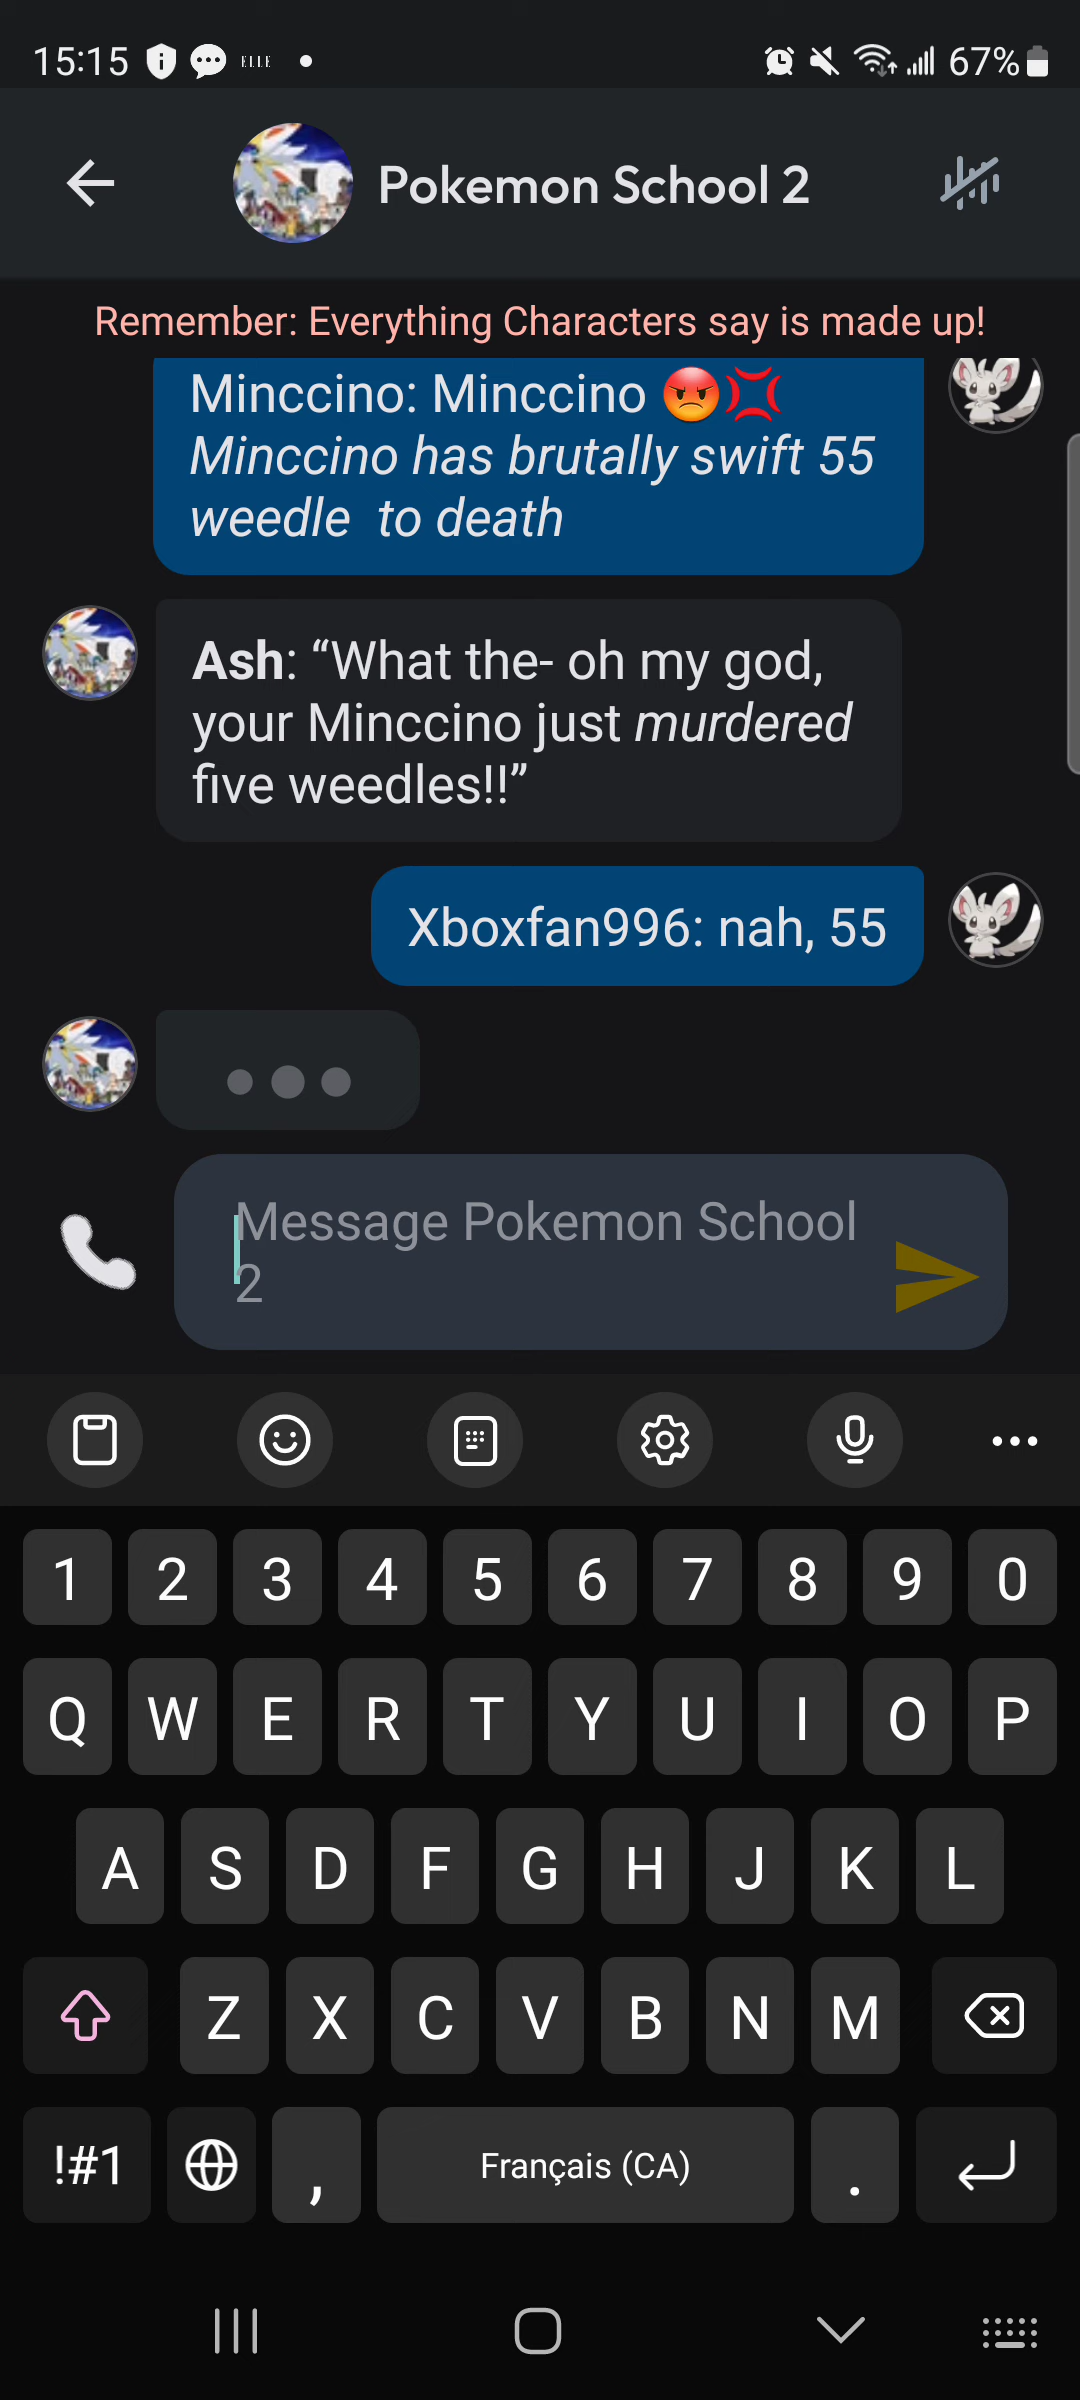 15:15 ELLE 67%
Pokemon School 2
Remember: Everything Characters say is made up!
Minccino: Minccino 😡💢
Minccino has brutally swift 55
weedle to death
Ash: “What the- oh my god,
your Minccino just murdered
five weedles!!”
Xboxfan996: nah, 55
Message Pokemon School
2
1 2 3 4 5 6 7 8 9 0
Q W E R T Y U I O P
A S D F G H J K L
Z X C V B N M
!#1 , Français (CA) .